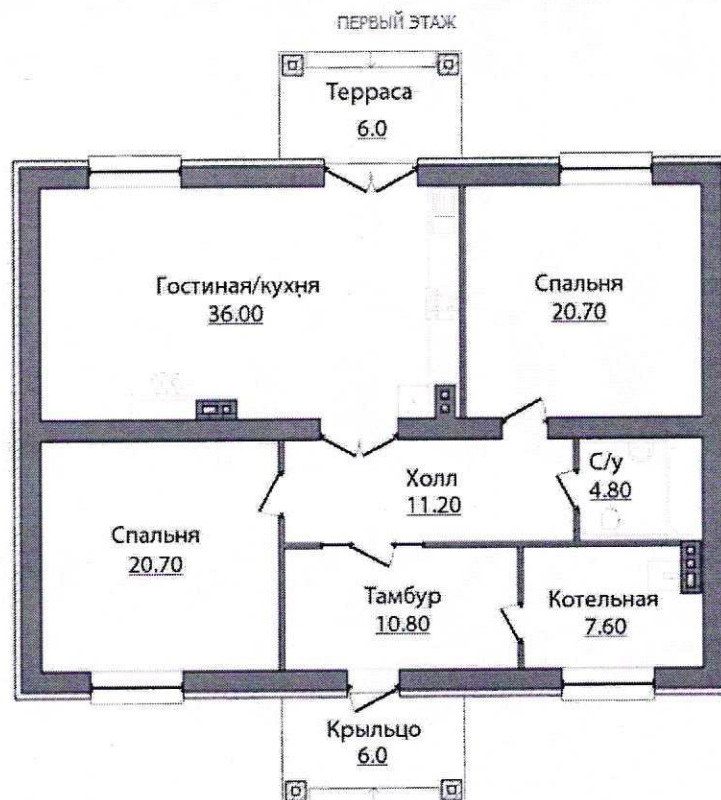 ПЕРВЫЙ ЭТАЖ
Терраса
6.0
Гостиная/кухня
36.00
Спальня
20.70
Холл
11.20
С/у
4.80
Спальня
20.70
Тамбур
10.80
Котельная
7.60
Крыльцо
6.0